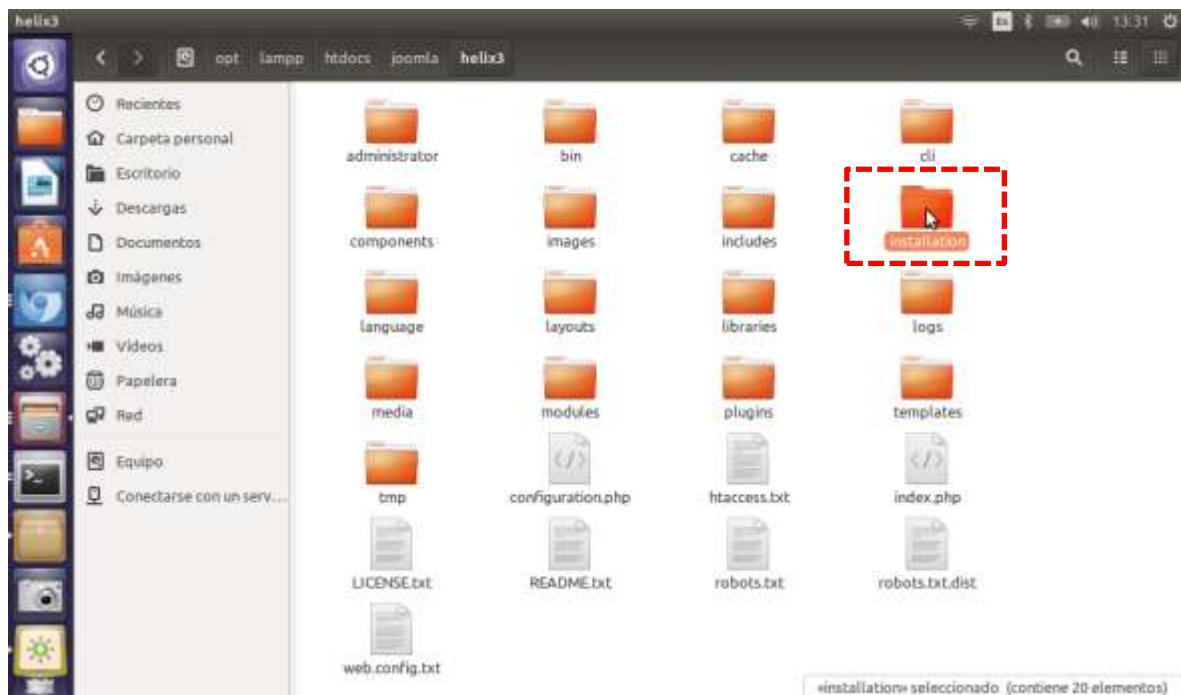 helix3
Es
13:31
opt lampp htdocs joomla helix3
Recientes
Carpeta personal
Escritorio
Descargas
Documentos
Imágenes
Música
Vídeos
Papelera
Red
Equipo
Conectarse con un serv...
administrator bin cache cli
components images includes installation
language layouts libraries logs
media modules plugins templates
tmp configuration.php htaccess.txt index.php
LICENSE.txt README.txt robots.txt robots.txt.dist
web.config.txt
«installation» seleccionado (contiene 20 elementos)